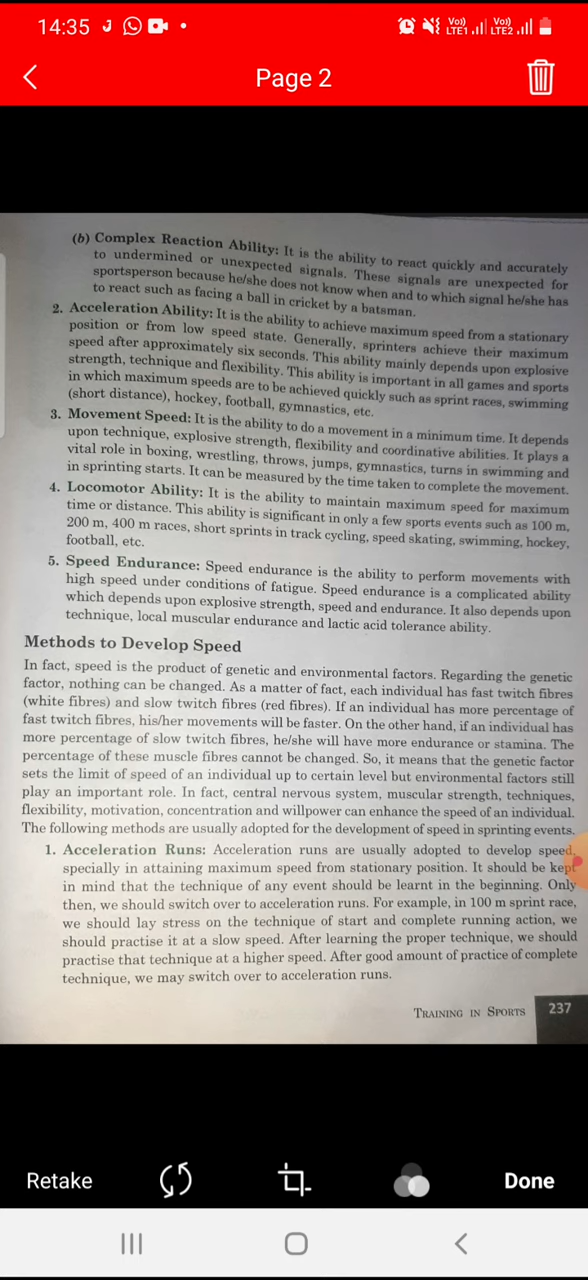 14:35
Vo))
LTE1
Vo))
LTE2
Page 2
(b) Complex Reaction Ability: It is the ability to react quickly and accurately
to undermined or unexpected signals. These signals are unexpected for
sportsperson because he/she does not know when and to which signal he/she has
to react such as facing a ball in cricket by a batsman.
2. Acceleration Ability: It is the ability to achieve maximum speed from a stationary
position or from low speed state. Generally, sprinters achieve their maximum
speed after approximately six seconds. This ability mainly depends upon explosive
strength, technique and flexibility. This ability is important in all games and sports
in which maximum speeds are to be achieved quickly such as sprint races, swimming
(short distance), hockey, football, gymnastics, etc.
3. Movement Speed: It is the ability to do a movement in a minimum time. It depends
upon technique, explosive strength, flexibility and coordinative abilities. It plays a
vital role in boxing, wrestling, throws, jumps, gymnastics, turns in swimming and
in sprinting starts. It can be measured by the time taken to complete the movement.
4. Locomotor Ability: It is the ability to maintain maximum speed for maximum
time or distance. This ability is significant in only a few sports events such as 100 m,
200 m, 400 m races, short sprints in track cycling, speed skating, swimming, hockey,
football, etc.
5. Speed Endurance: Speed endurance is the ability to perform movements with
high speed under conditions of fatigue. Speed endurance is a complicated ability
which depends upon explosive strength, speed and endurance. It also depends upon
technique, local muscular endurance and lactic acid tolerance ability.
Methods to Develop Speed
In fact, speed is the product of genetic and environmental factors. Regarding the genetic
factor, nothing can be changed. As a matter of fact, each individual has fast twitch fibres
(white fibres) and slow twitch fibres (red fibres). If an individual has more percentage of
fast twitch fibres, his/her movements will be faster. On the other hand, if an individual has
more percentage of slow twitch fibres, he/she will have more endurance or stamina. The
percentage of these muscle fibres cannot be changed. So, it means that the genetic factor
sets the limit of speed of an individual up to certain level but environmental factors still
play an important role. In fact, central nervous system, muscular strength, techniques,
flexibility, motivation, concentration and willpower can enhance the speed of an individual.
The following methods are usually adopted for the development of speed in sprinting events.
1. Acceleration Runs: Acceleration runs are usually adopted to develop speed,
specially in attaining maximum speed from stationary position. It should be kept
in mind that the technique of any event should be learnt in the beginning. Only
then, we should switch over to acceleration runs. For example, in 100 m sprint race,
we should lay stress on the technique of start and complete running action, we
should practise it at a slow speed. After learning the proper technique, we should
practise that technique at a higher speed. After good amount of practice of complete
technique, we may switch over to acceleration runs.
TRAINING IN SPORTS 237
Retake
Done